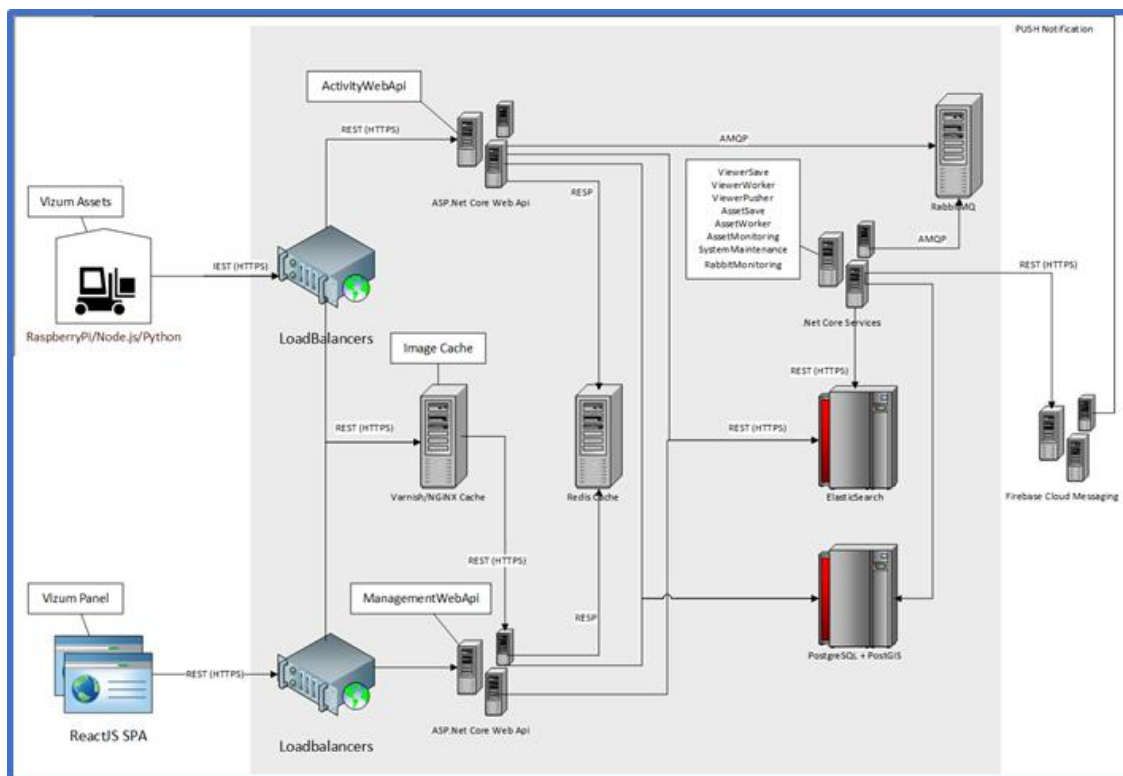 PUSH Notification
ActivityWebApi
REST (HTTPS)
AMQP
ASP.Net Core Web Api
RESP
RabbitMQ
ViewerSave
ViewerWorker
ViewerPusher
AssetSave
AssetWorker
AssetMonitoring
SystemMaintenance
RabbitMonitoring
AMQP
Vizum Assets
IEST (HTTPS)
REST (HTTPS)
.Net Core Services
RaspberryPi/Node.js/Python
LoadBalancers
Image Cache
REST (HTTPS)
REST (HTTPS)
REST (HTTPS)
Varnish/NGiNX Cache
Redis Cache
ElasticSearch
Firebase Cloud Messaging
REST (HTTPS)
Vizum Panel
ManagementWebApi
RESP
PostgreSQL + PostGIS
REST (HTTPS)
ReactJS SPA
Loadbalancers
ASP.Net Core Web Api